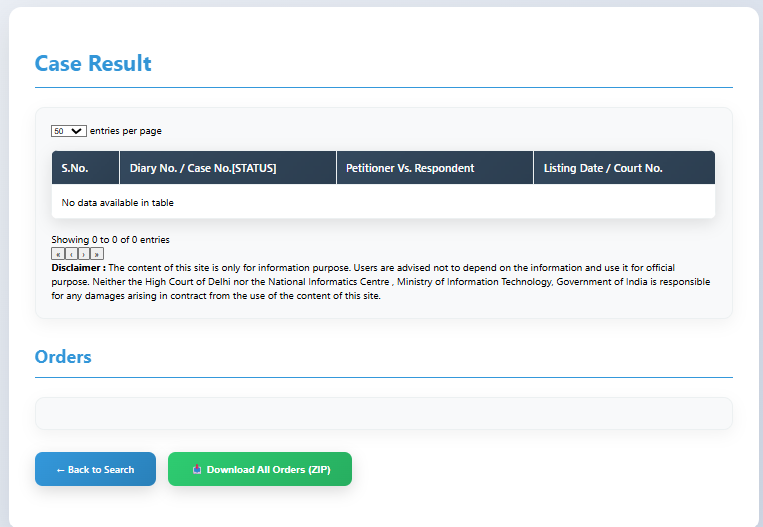 Case Result
50 entries per page
S.No. Diary No. / Case No.[STATUS] Petitioner Vs. Respondent Listing Date / Court No.
No data available in table
Showing 0 to 0 of 0 entries
« ‹ › »
Disclaimer : The content of this site is only for information purpose. Users are advised not to depend on the information and use it for official
purpose. Neither the High Court of Delhi nor the National Informatics Centre , Ministry of Information Technology, Government of India is responsible
for any damages arising in contract from the use of the content of this site.
Orders
← Back to Search Download All Orders (ZIP)